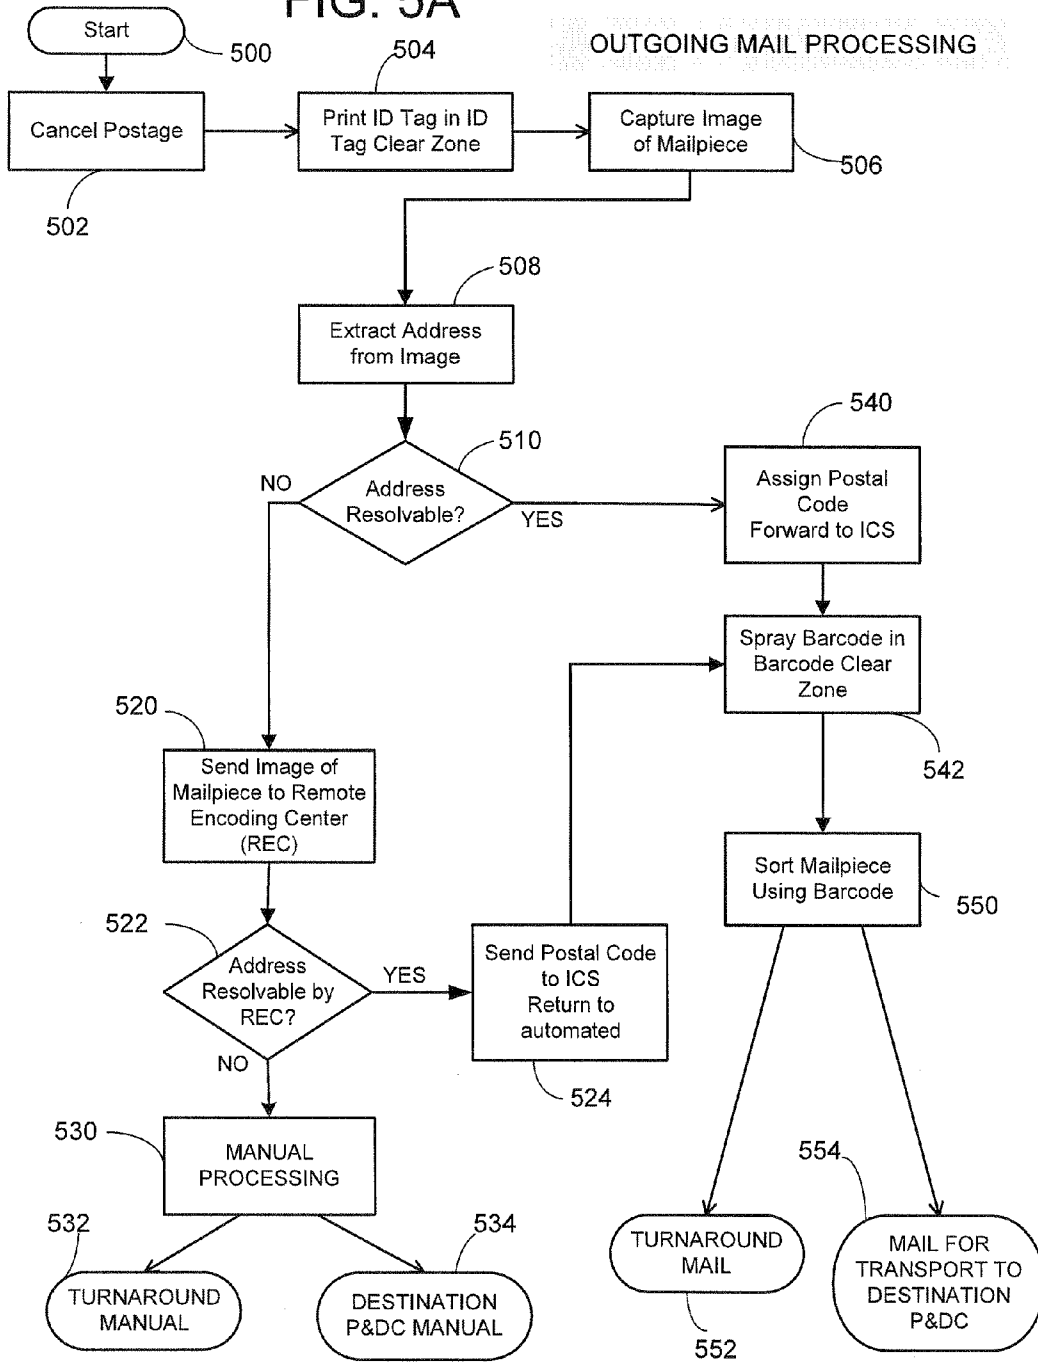 FIG. 5A
Start
500
OUTGOING MAIL PROCESSING
504
Cancel Postage
Print ID Tag in ID
Tag Clear Zone
Capture Image
of Mailpiece
506
502
508
Extract Address
from Image
540
510
NO
Address
Resolvable?
YES
Assign Postal
Code
Forward to ICS
Spray Barcode in
Barcode Clear
Zone
542
520
Send Image of
Mailpiece to Remote
Encoding Center
(REC)
Sort Mailpiece
Using Barcode
550
522
Address
Resolvable by
REC?
YES
NO
Send Postal Code
to ICS
Return to
automated
524
530
MANUAL
PROCESSING
532
534
554
TURNAROUND
MANUAL
DESTINATION
P&DC MANUAL
TURNAROUND
MAIL
552
MAIL FOR
TRANSPORT TO
DESTINATION
P&DC